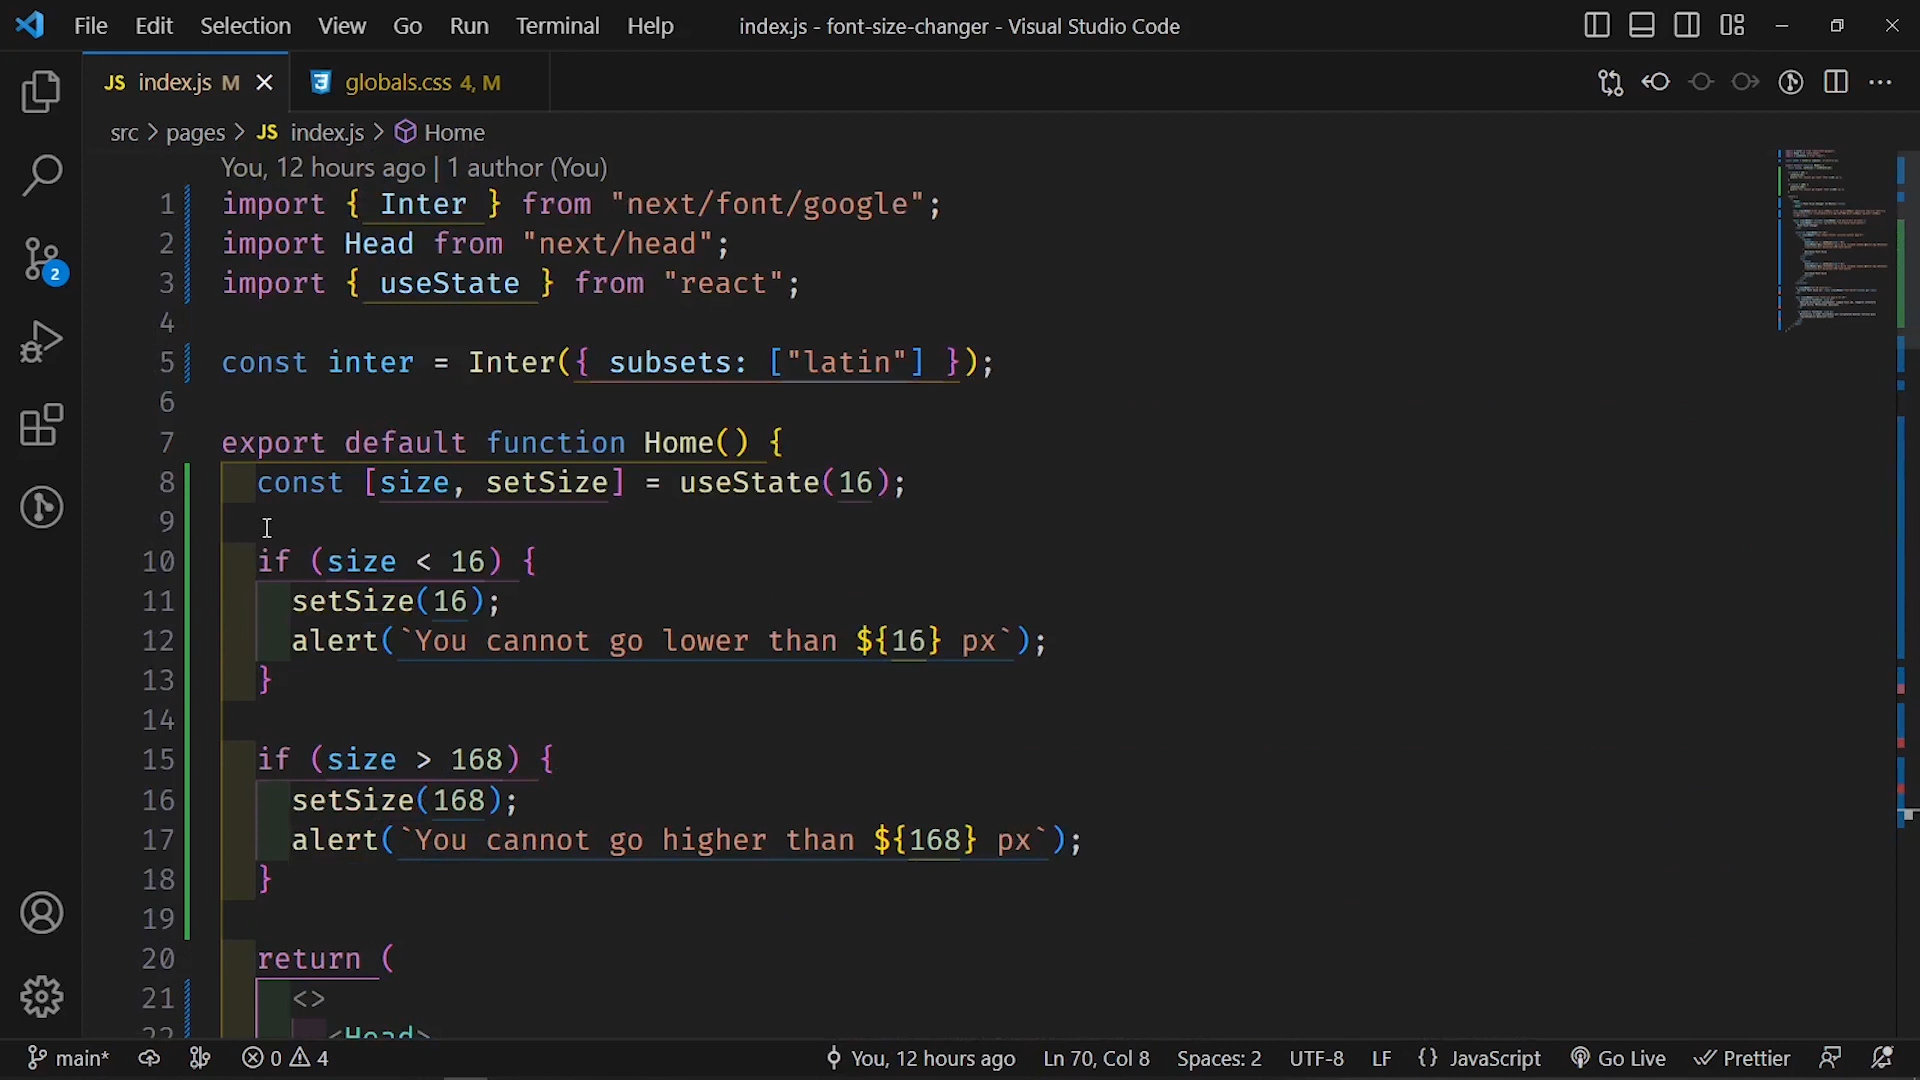 File Edit Selection View Go Run Terminal Help index.js - font-size-changer - Visual Studio Code
JS index.js M globals.css 4, M
src > pages > JS index.js > Home
You, 12 hours ago | 1 author (You)
1 import { Inter } from "next/font/google";
2 import Head from "next/head";
3 import { useState } from "react";
4
5 const inter = Inter({ subsets: ["latin"] });
6
7 export default function Home() {
8 const [size, setSize] = useState(16);
9
10 if (size < 16) {
11 setSize(16);
12 alert(`You cannot go lower than ${16} px`);
13 }
14
15 if (size > 168) {
16 setSize(168);
17 alert(`You cannot go higher than ${168} px`);
18 }
19
20 return (
21 <>
22 <Head>
2
main* 0 4 You, 12 hours ago Ln 70, Col 8 Spaces: 2 UTF-8 LF {} JavaScript Go Live Prettier